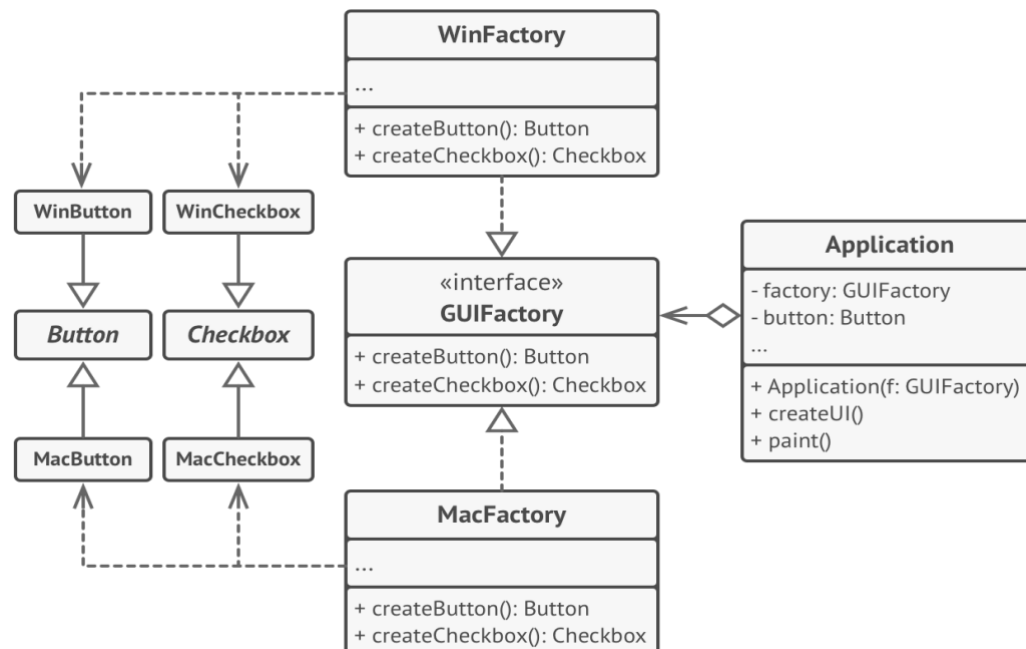 WinFactory
...
+ createButton(): Button
+ createCheckbox(): Checkbox
WinButton
WinCheckbox
Button
Checkbox
MacButton
MacCheckbox
«interface»
GUIFactory
+ createButton(): Button
+ createCheckbox(): Checkbox
Application
- factory: GUIFactory
- button: Button
...
+ Application(f: GUIFactory)
+ createUI()
+ paint()
MacFactory
...
+ createButton(): Button
+ createCheckbox(): Checkbox